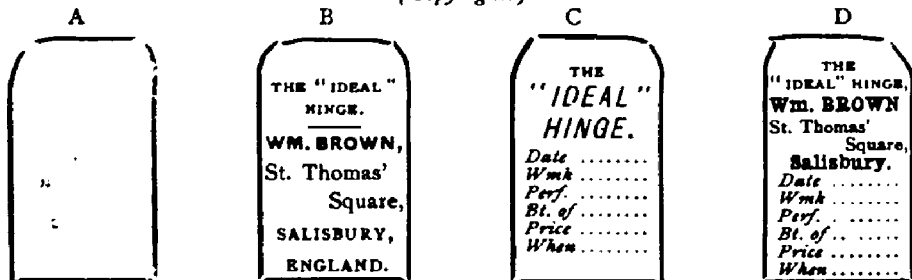 A B C D
THE "IDEAL"
HINGE.
WM. BROWN,
St. Thomas'
Square,
SALISBURY,
ENGLAND.
THE
"IDEAL"
HINGE.
Date ........
Wmk ........
Perf. ........
Bt. of ........
Price ........
When ........
THE
"IDEAL" HINGE,
Wm. BROWN
St. Thomas'
Square,
Salisbury.
Date ........
Wmk ........
Perf. ........
Bt. of ........
Price ........
When ........